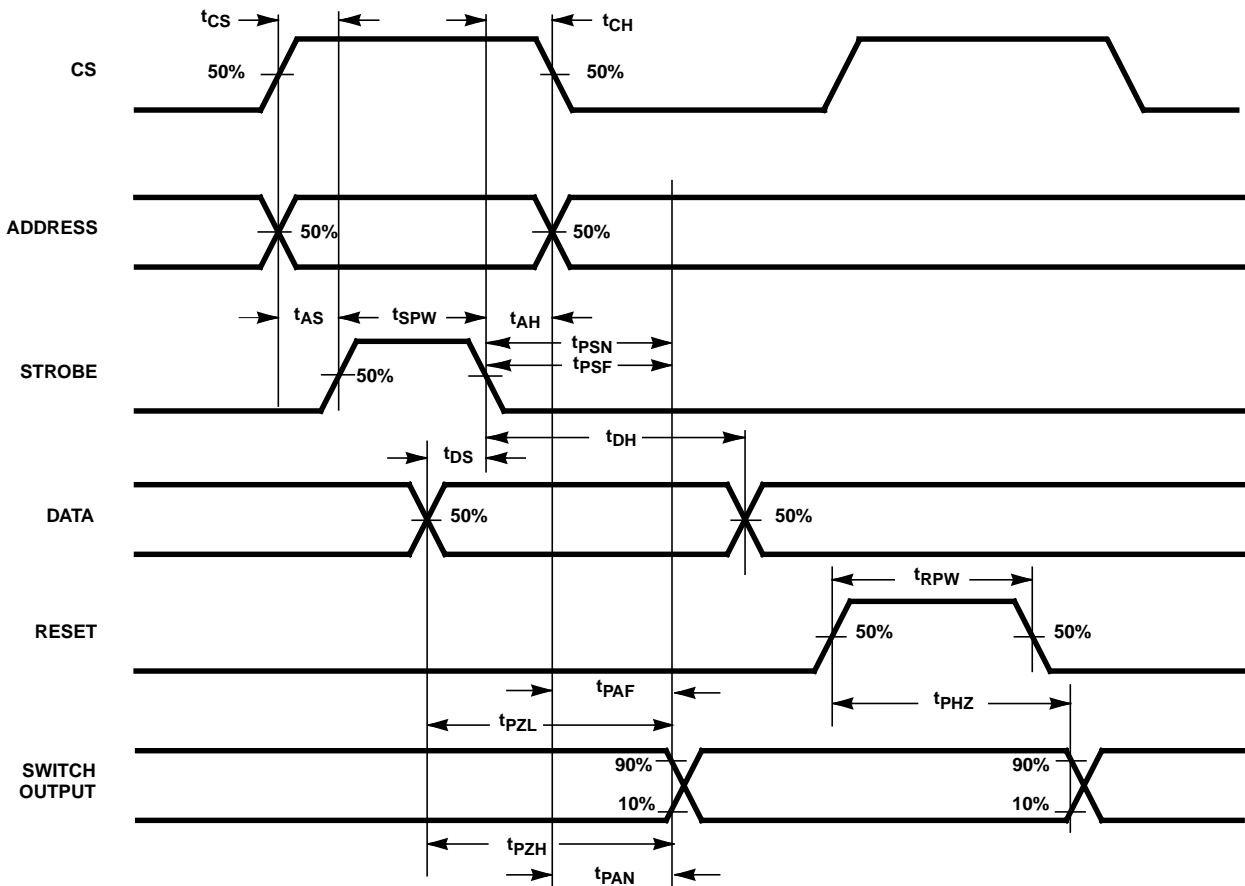 tCS
tCH
CS
50%
50%
ADDRESS
50%
50%
tAS
tSPW
tAH
tPSN
tPSF
STROBE
50%
tDH
tDS
DATA
50%
50%
tRPW
RESET
50%
50%
tPAF
tPHZ
tPZL
SWITCH
OUTPUT
90%
90%
10%
10%
tPZH
tPAN